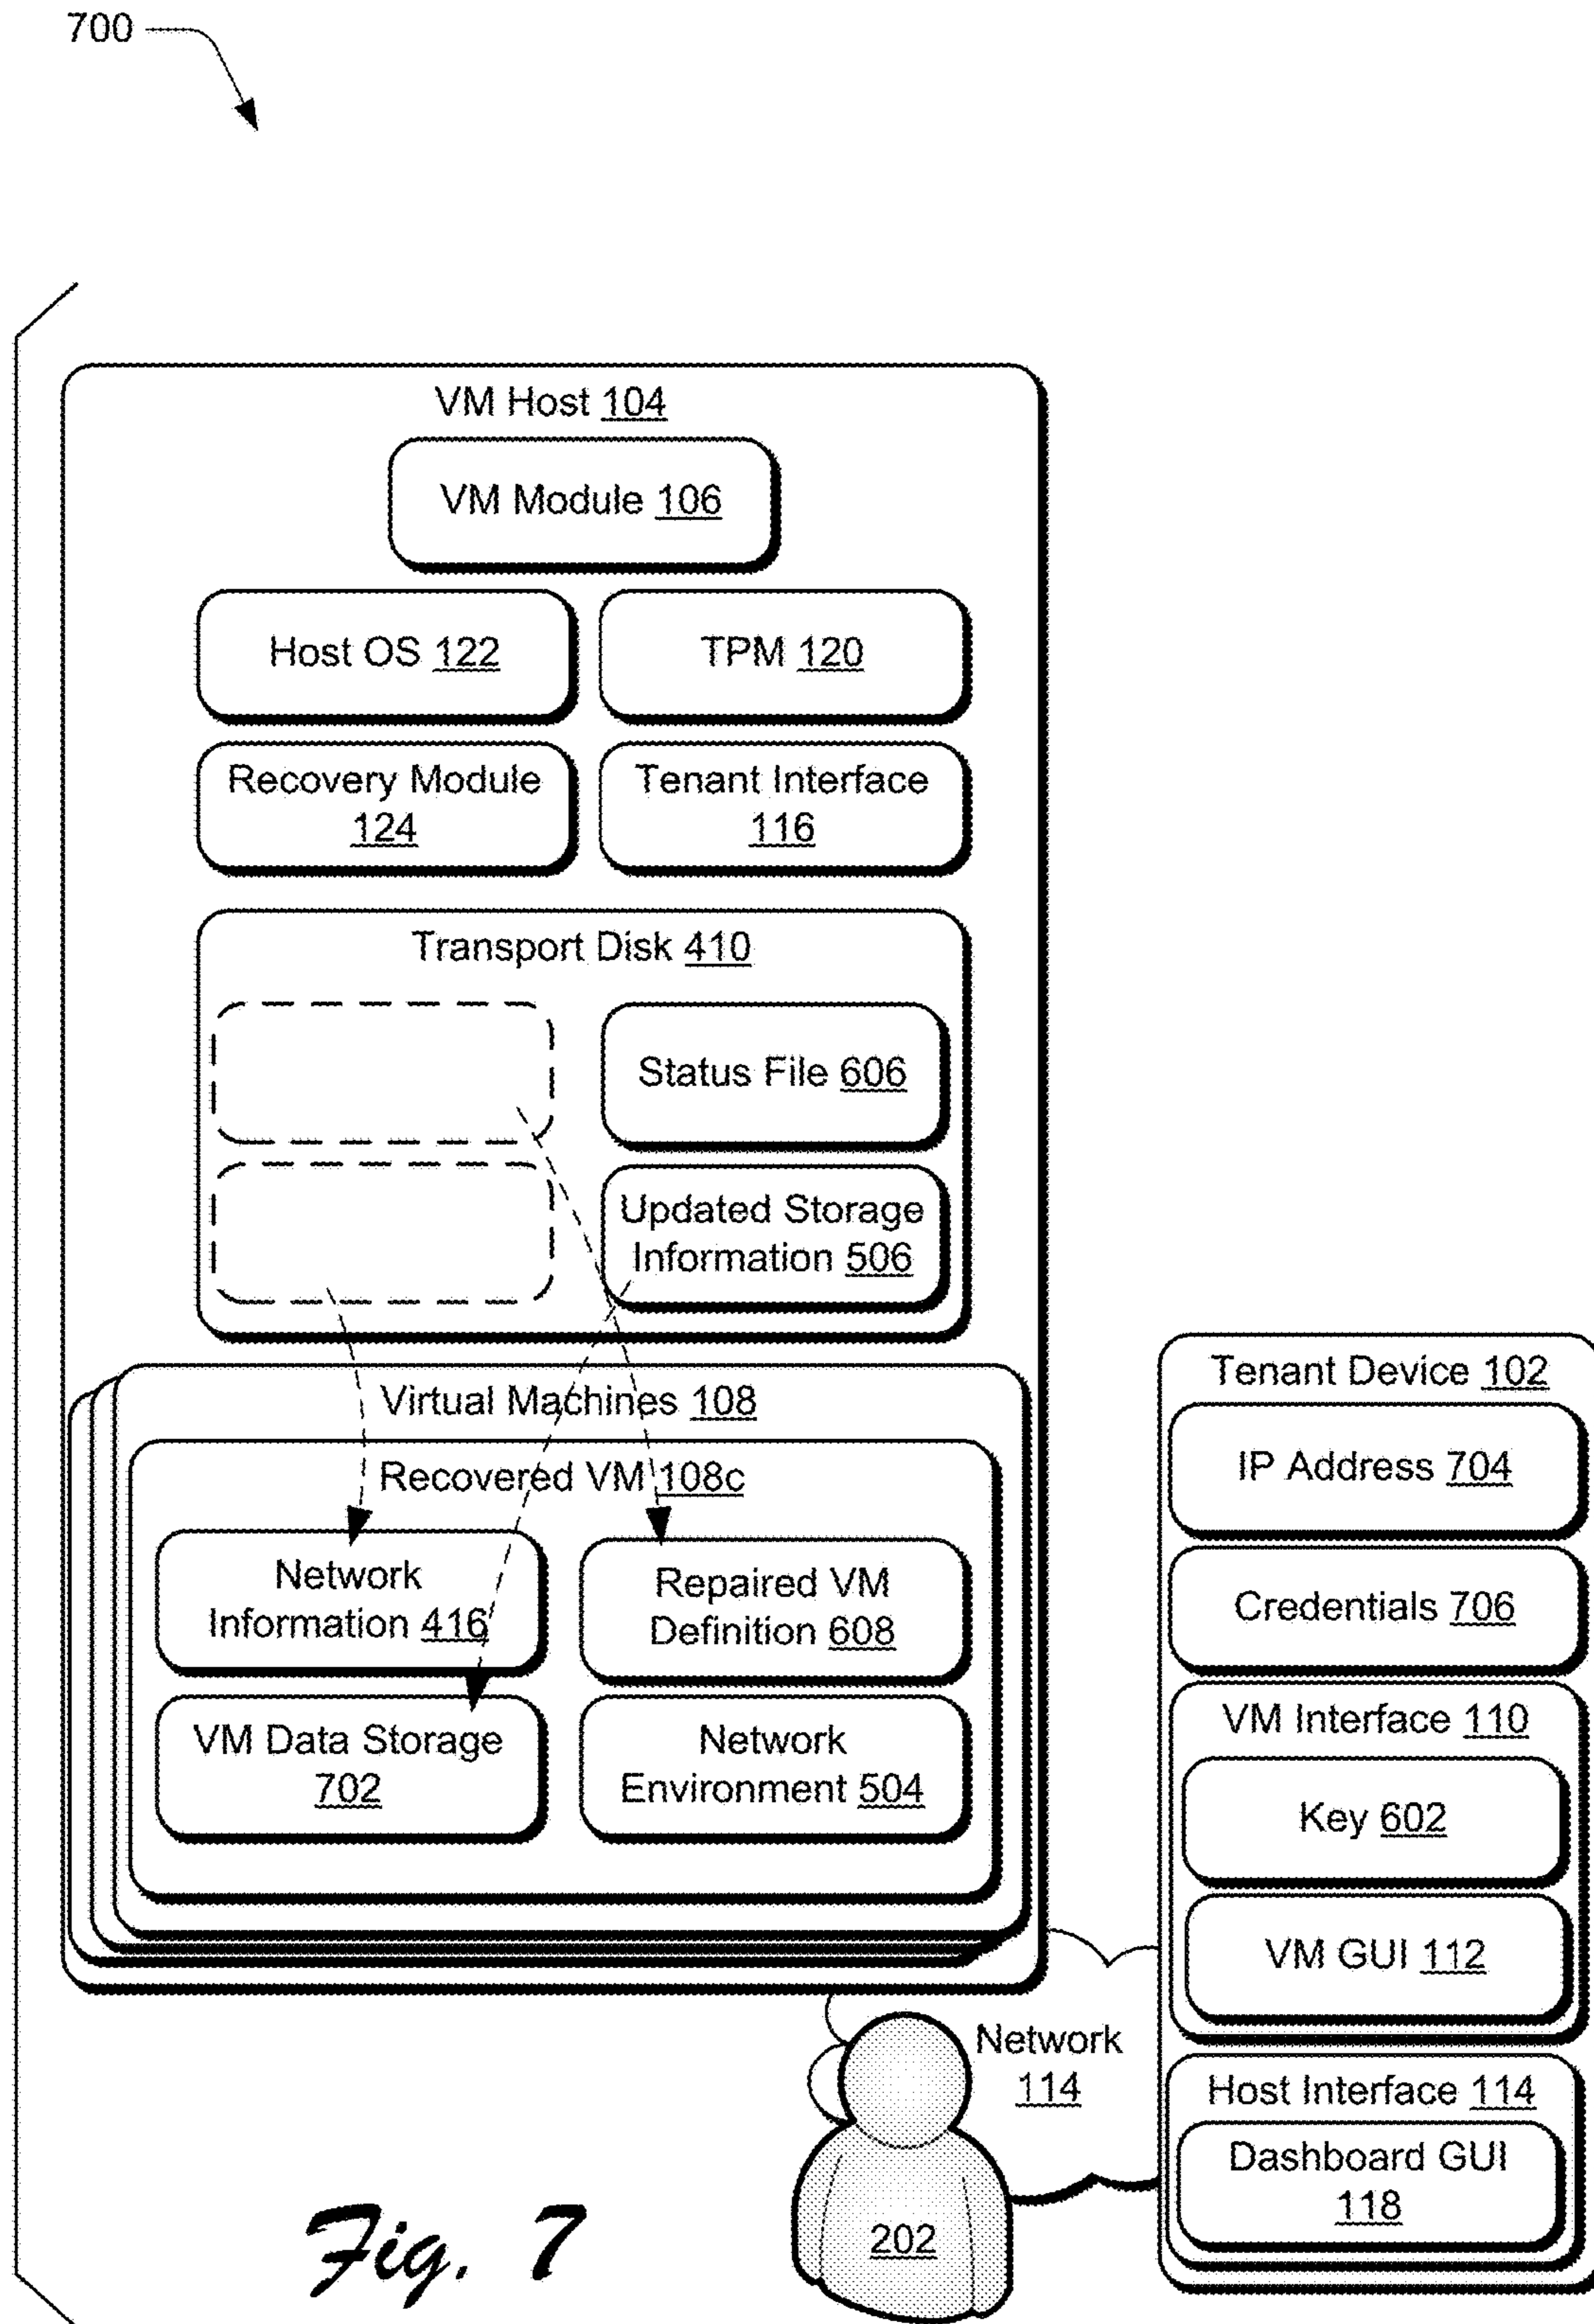 700
VM Host 104
VM Module 106
Host OS 122
TPM 120
Recovery Module
124
Tenant Interface
116
Transport Disk 410
Status File 606
Updated Storage
Information 506
Virtual Machines 108
Recovered VM 108c
Network
Information 416
Repaired VM
Definition 608
VM Data Storage
702
Network
Environment 504
Tenant Device 102
IP Address 704
Credentials 706
VM Interface 110
Key 602
VM GUI 112
Host Interface 114
Dashboard GUI
118
Network
114
202
Fig. 7